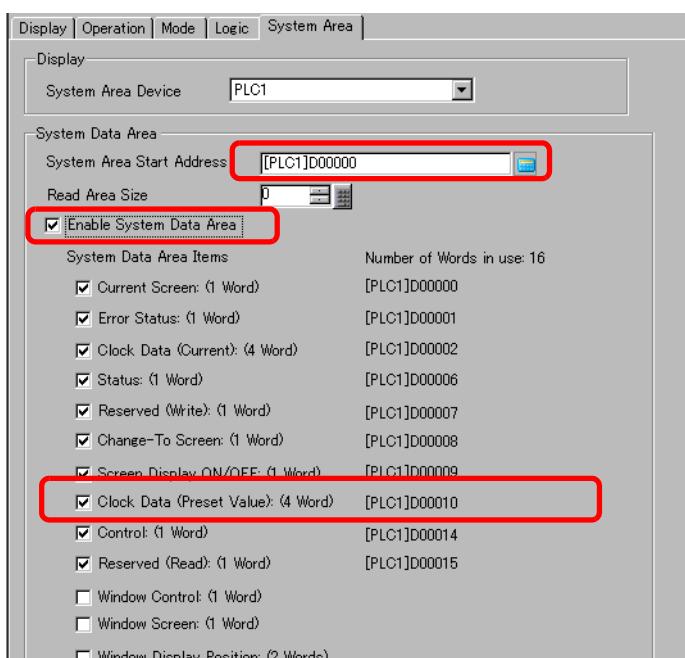 Display Operation Mode Logic System Area
Display
System Area Device PLC1
System Data Area
System Area Start Address [PLC1]D00000
Read Area Size 0
Enable System Data Area
System Data Area Items Number of Words in use: 16
Current Screen: (1 Word) [PLC1]D00000
Error Status: (1 Word) [PLC1]D00001
Clock Data (Current): (4 Word) [PLC1]D00002
Status: (1 Word) [PLC1]D00006
Reserved (Write): (1 Word) [PLC1]D00007
Change-To Screen: (1 Word) [PLC1]D00008
Screen Display ON/OFF: (1 Word) [PLC1]D00009
Clock Data (Preset Value): (4 Word) [PLC1]D00010
Control: (1 Word) [PLC1]D00014
Reserved (Read): (1 Word) [PLC1]D00015
Window Control: (1 Word)
Window Screen: (1 Word)
Window Display Position: (2 Words)